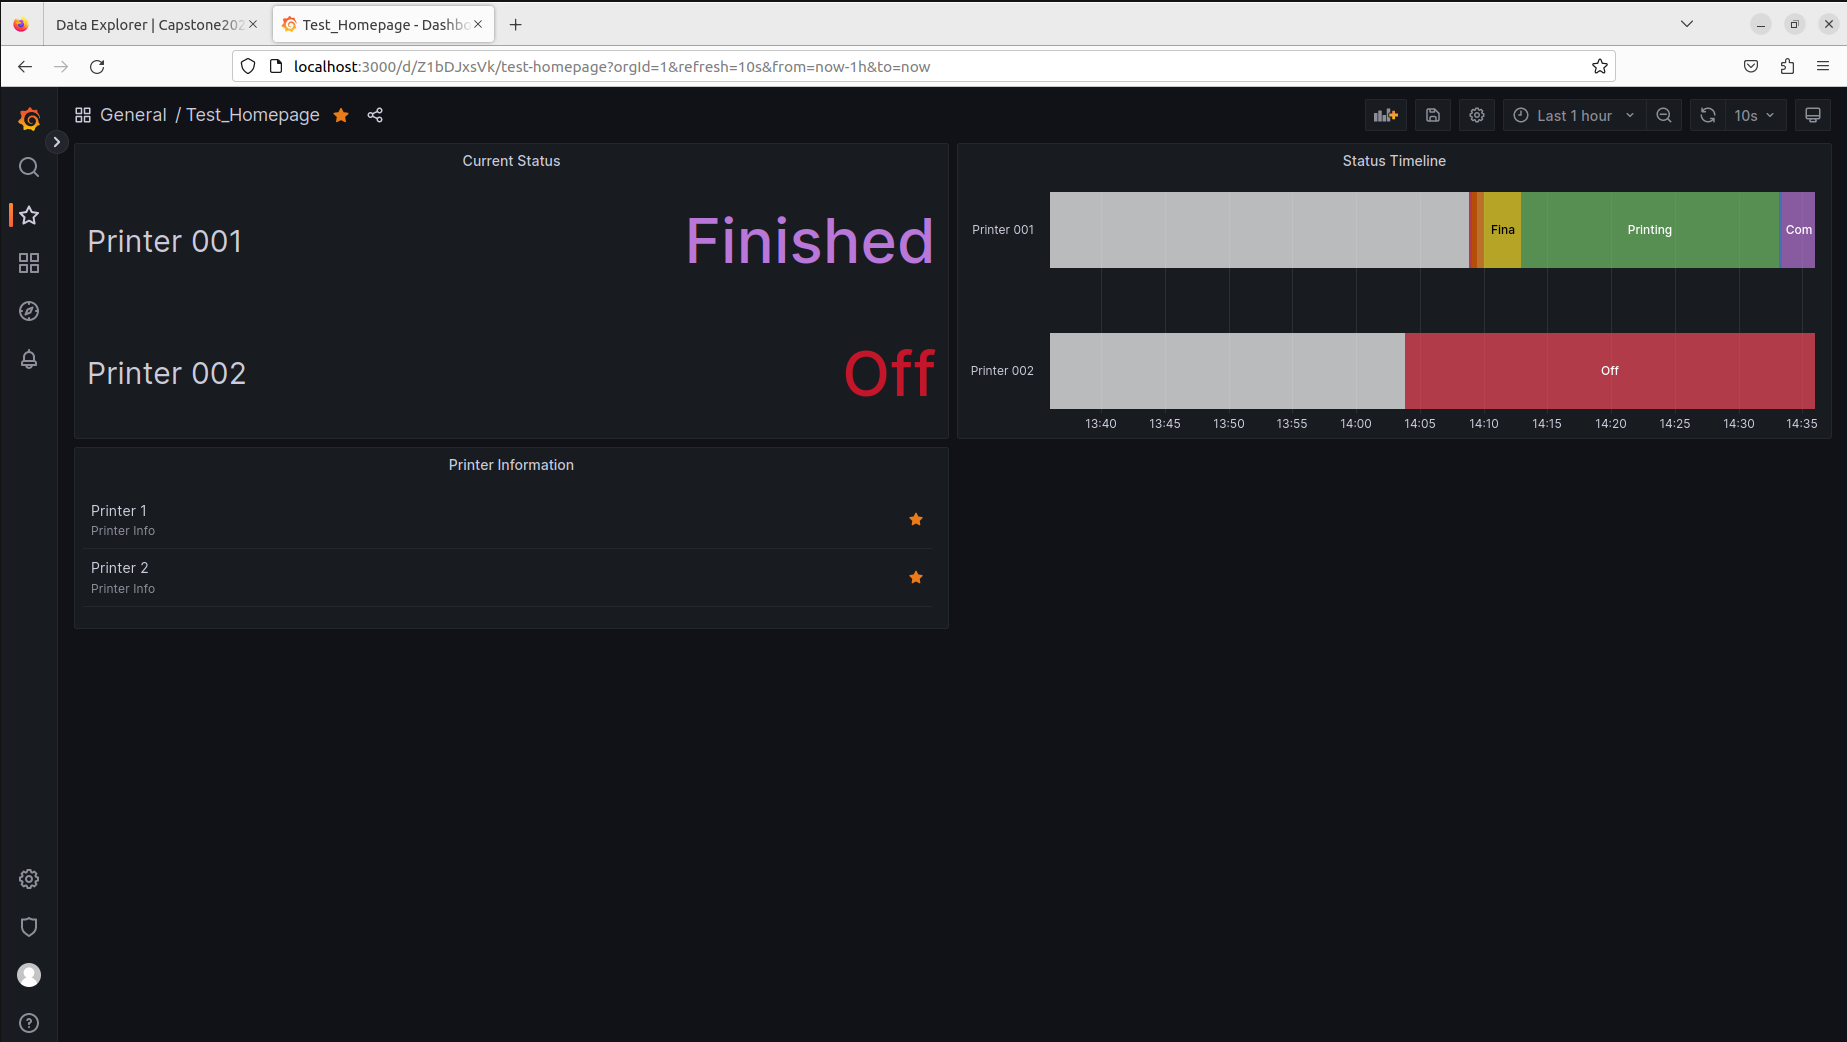 Data Explorer | Capstone202
Test_Homepage - Dashbo
localhost:3000/d/Z1bDJxsVk/test-homepage?orgId=1&refresh=10s&from=now-1h&to=now
General / Test_Homepage
Last 1 hour
10s
Current Status
Printer 001
Finished
Printer 002
Off
Status Timeline
Printer 001
Fina
Printing
Com
Printer 002
Off
13:40 13:45 13:50 13:55 14:00 14:05 14:10 14:15 14:20 14:25 14:30 14:35
Printer Information
Printer 1
Printer Info
Printer 2
Printer Info